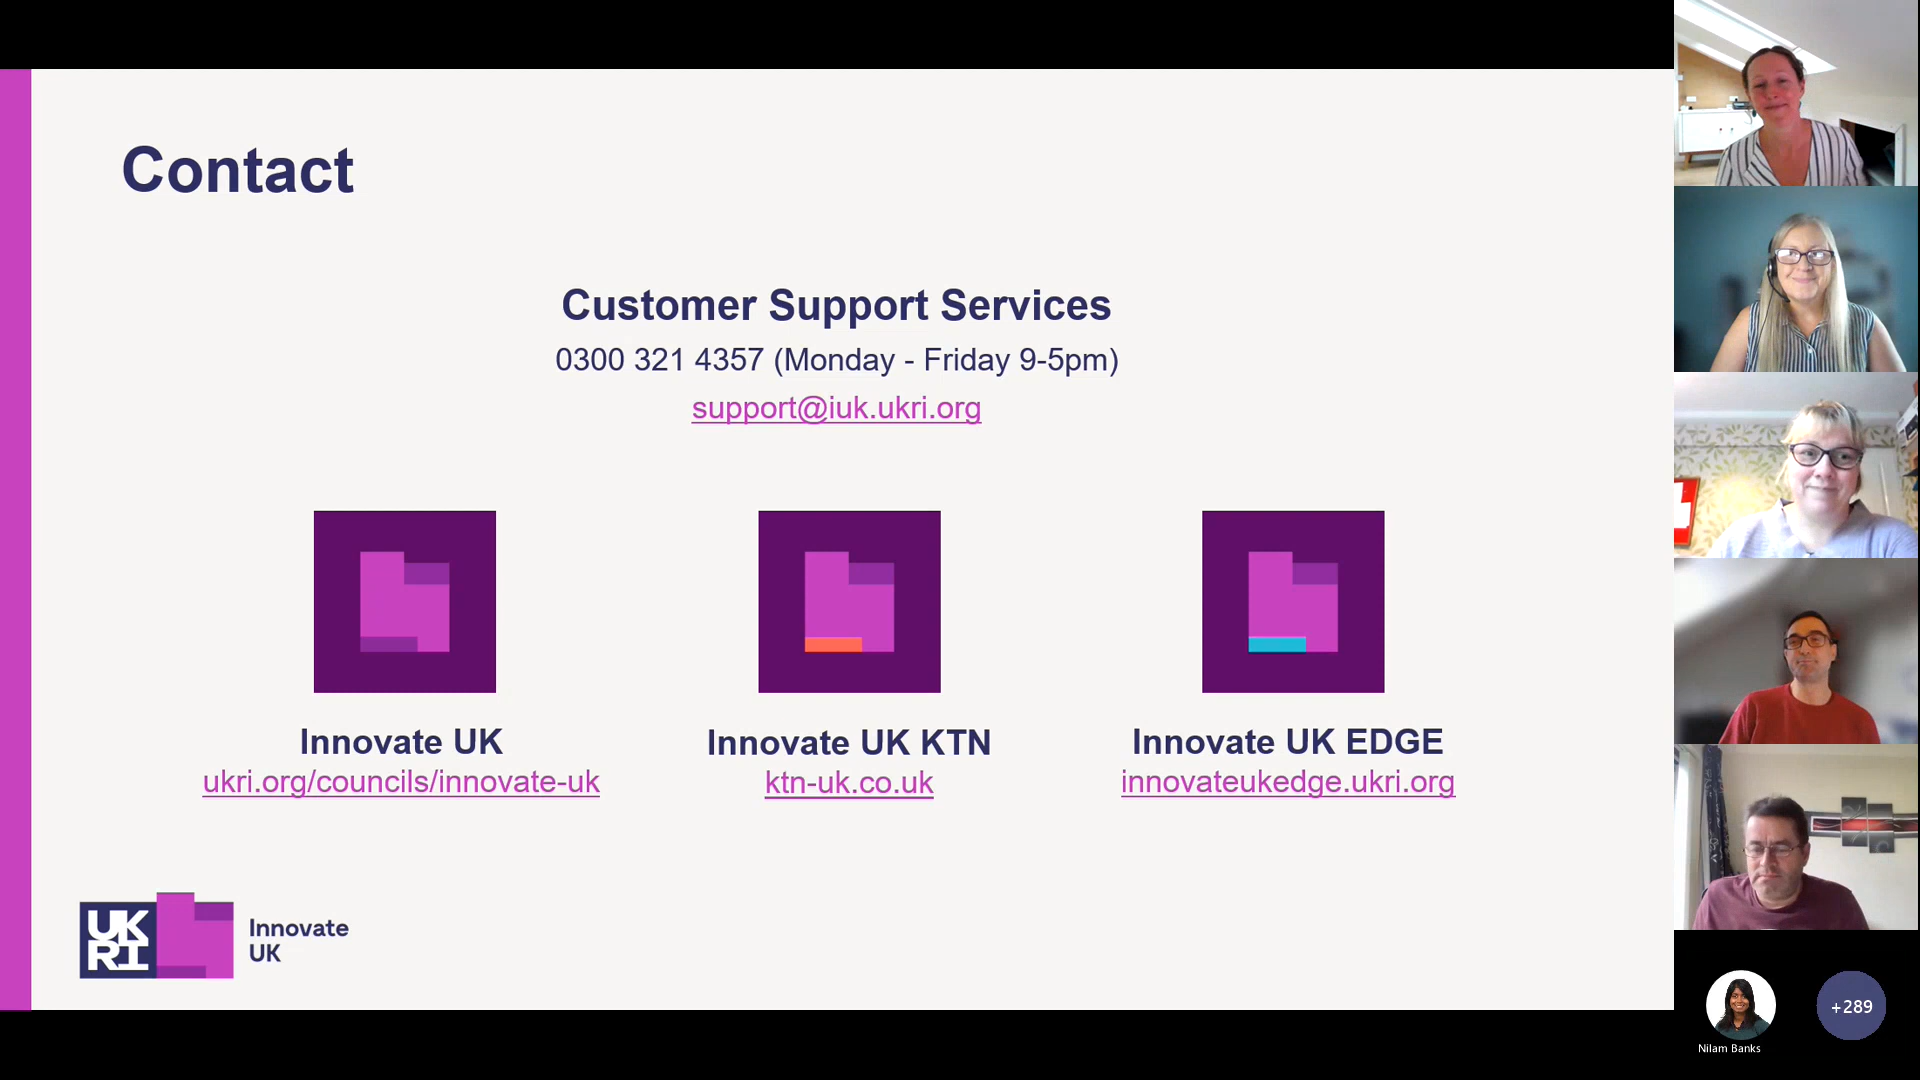 Contact
Customer Support Services
0300 321 4357 (Monday - Friday 9-5pm)
support@iuk.ukri.org
Innovate UK
ukri.org/councils/innovate-uk
Innovate UK KTN
ktn-uk.co.uk
Innovate UK EDGE
innovateukedge.ukri.org
UK
RI
Innovate
UK
Nilam Banks
+289